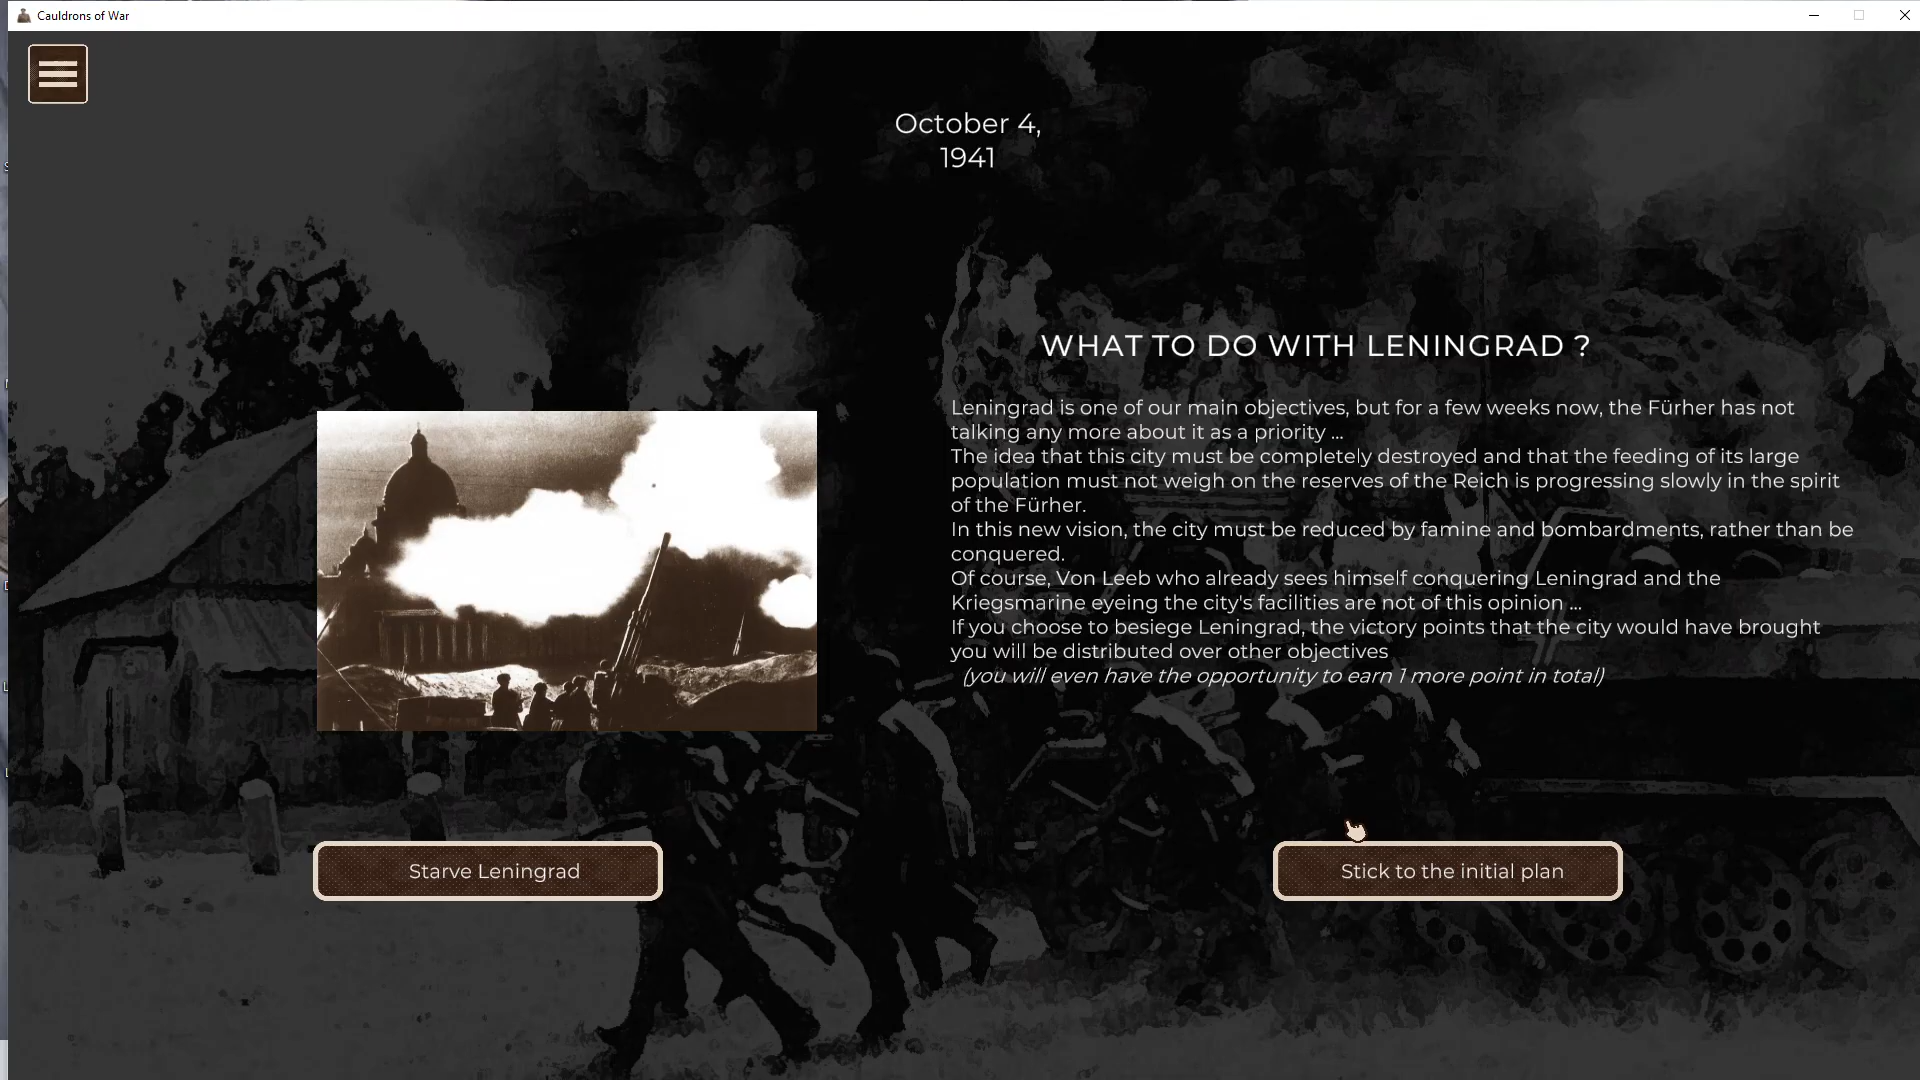 Cauldrons of War
October 4,
1941
WHAT TO DO WITH LENINGRAD ?
Leningrad is one of our main objectives, but for a few weeks now, the Fürher has not
talking any more about it as a priority ...
The idea that this city must be completely destroyed and that the feeding of its large
population must not weigh on the reserves of the Reich is progressing slowly in the spirit
of the Fürher.
In this new vision, the city must be reduced by famine and bombardments, rather than be
conquered.
Of course, Von Leeb who already sees himself conquering Leningrad and the
Kriegsmarine eyeing the city's facilities are not of this opinion ...
If you choose to besiege Leningrad, the victory points that the city would have brought
you will be distributed over other objectives
(you will even have the opportunity to earn 1 more point in total)
Starve Leningrad
Stick to the initial plan